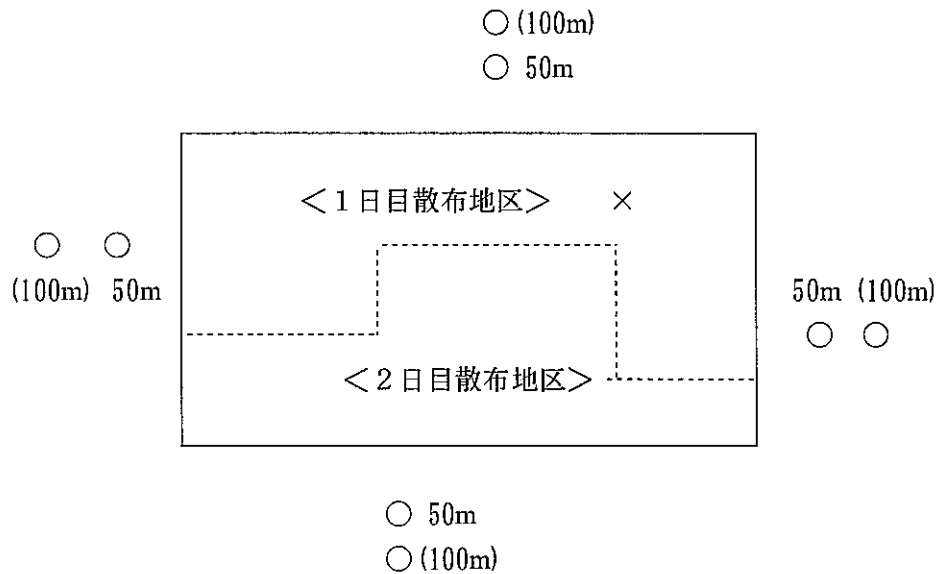 ○ (100m)
○ 50m
<1日目散布地区> ×
○ ○
(100m) 50m
50m (100m)
○ ○
<2日目散布地区>
○ 50m
○ (100m)